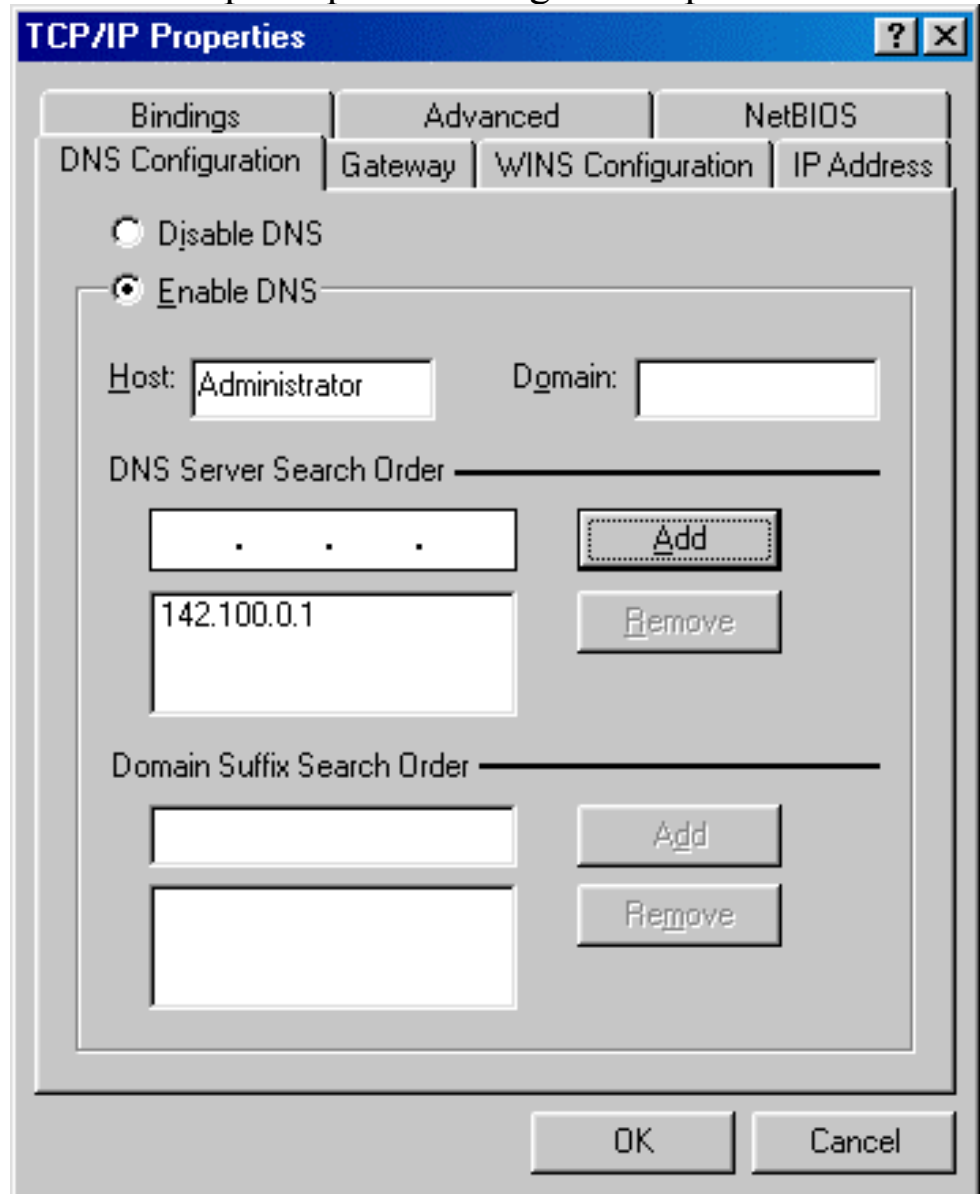 TCP/IP Properties
Bindings Advanced NetBIOS
DNS Configuration Gateway WINS Configuration IP Address
Disable DNS
Enable DNS
Host: Administrator Domain:
DNS Server Search Order
. . . Add
142.100.0.1 Remove
Domain Suffix Search Order
Add
Remove
OK Cancel